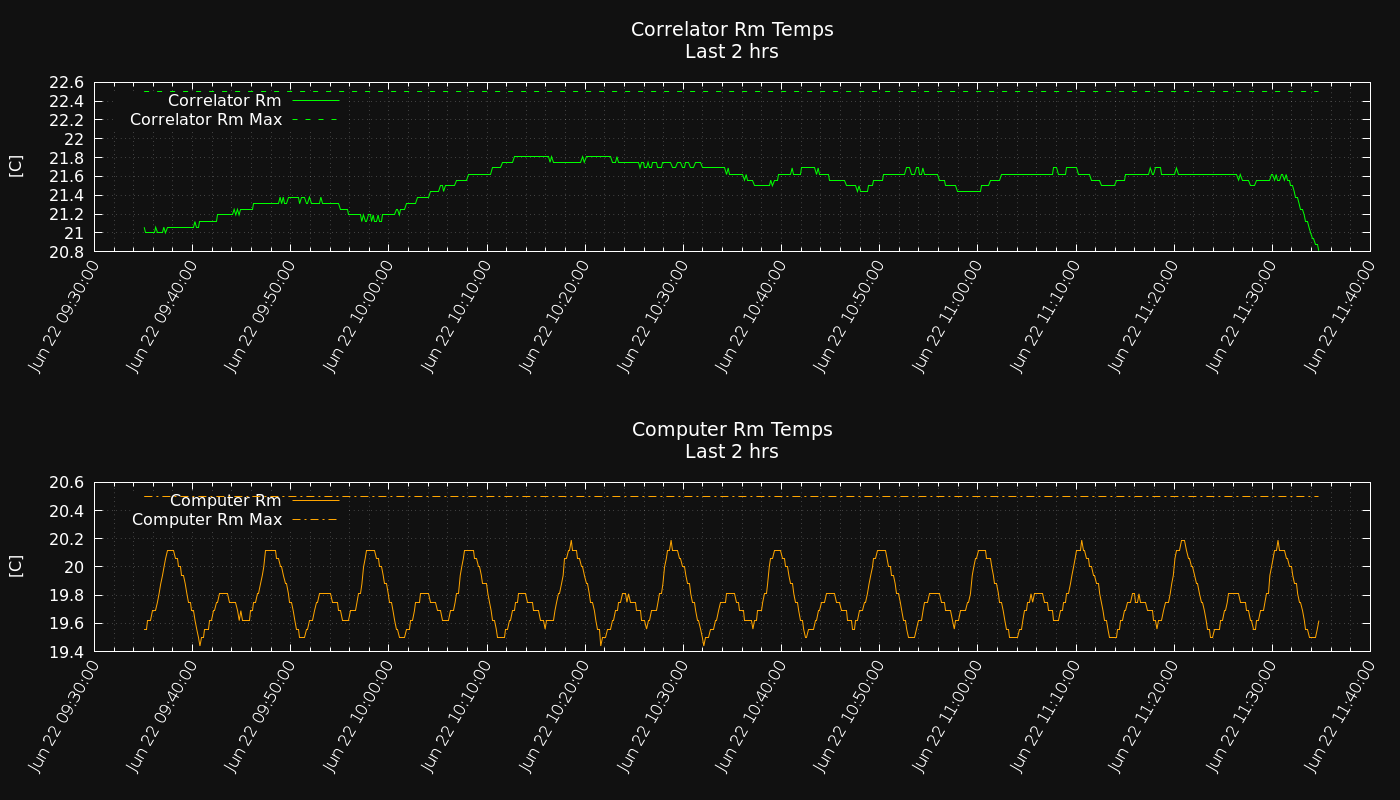 Correlator Rm Temps
Last 2 hrs
22.6
22.4
22.2
22
21.8
21.6
21.4
21.2
21
20.8
[C]
Correlator Rm
Correlator Rm Max
Jun 22 09:30:00
Jun 22 09:40:00
Jun 22 09:50:00
Jun 22 10:00:00
Jun 22 10:10:00
Jun 22 10:20:00
Jun 22 10:30:00
Jun 22 10:40:00
Jun 22 10:50:00
Jun 22 11:00:00
Jun 22 11:10:00
Jun 22 11:20:00
Jun 22 11:30:00
Jun 22 11:40:00
Computer Rm Temps
Last 2 hrs
20.6
20.4
20.2
20
19.8
19.6
19.4
[C]
Computer Rm
Computer Rm Max
Jun 22 09:30:00
Jun 22 09:40:00
Jun 22 09:50:00
Jun 22 10:00:00
Jun 22 10:10:00
Jun 22 10:20:00
Jun 22 10:30:00
Jun 22 10:40:00
Jun 22 10:50:00
Jun 22 11:00:00
Jun 22 11:10:00
Jun 22 11:20:00
Jun 22 11:30:00
Jun 22 11:40:00